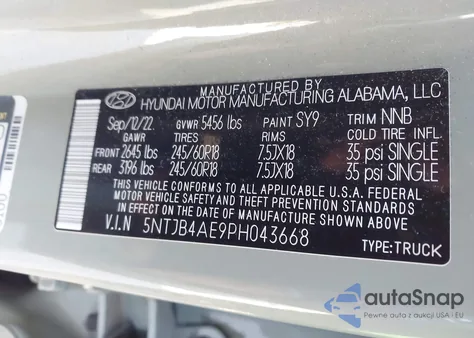 MANUFACTURED BY
HYUNDAI MOTOR MANUFACTURING ALABAMA, LLC
Sep/12/22 GVWR 5456 lbs PAINT SY9 TRIM NNB
GAWR TIRES RIMS COLD TIRE INFL.
FRONT 2645 lbs 245/60R18 7.5JX18 35 psi SINGLE
REAR 3196 lbs 245/60R18 7.5JX18 35 psi SINGLE
THIS VEHICLE CONFORMS TO ALL APPLICABLE U.S.A. FEDERAL
MOTOR VEHICLE SAFETY AND THEFT PREVENTION STANDARDS
IN EFFECT ON THE DATE OF MANUFACTURE SHOWN ABOVE.
V.I.N 5NTJB4AE9PH043668
TYPE:TRUCK
autoSnap
Pewne auta z aukcji USA i EU